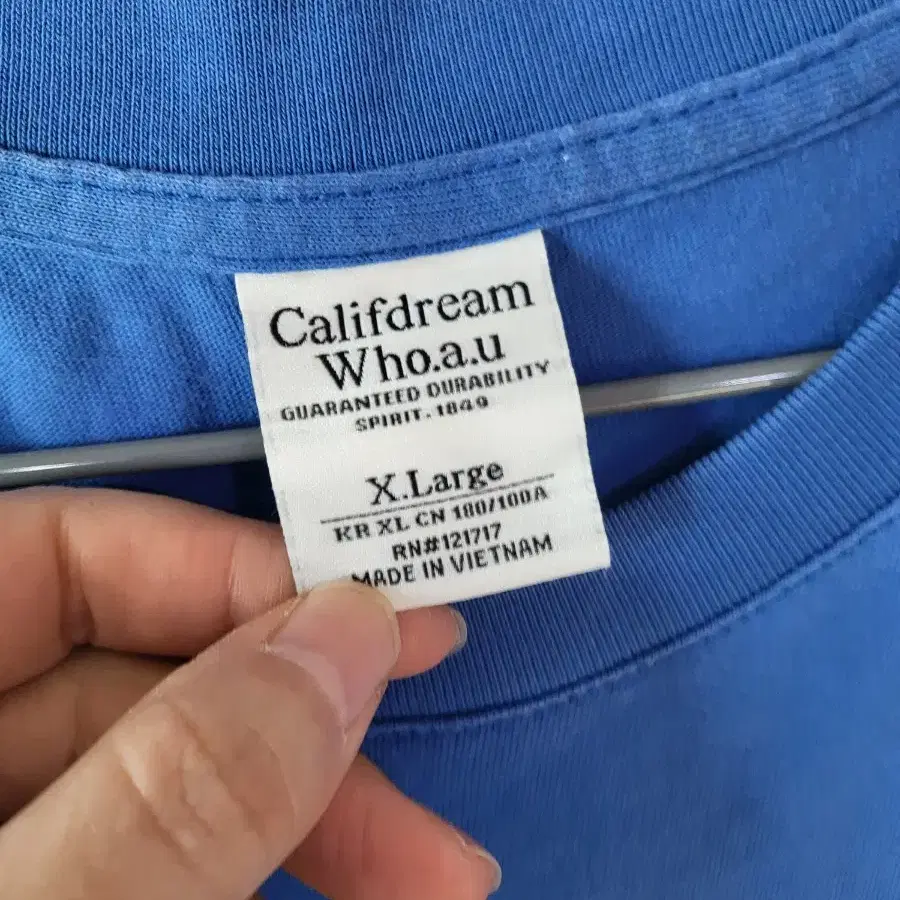 Califdream
Who.a.u
GUARANTEED DURABILITY
SPIRIT. 1849
X.Large
KR XL CN 180/100A
RN#121717
MADE IN VIETNAM